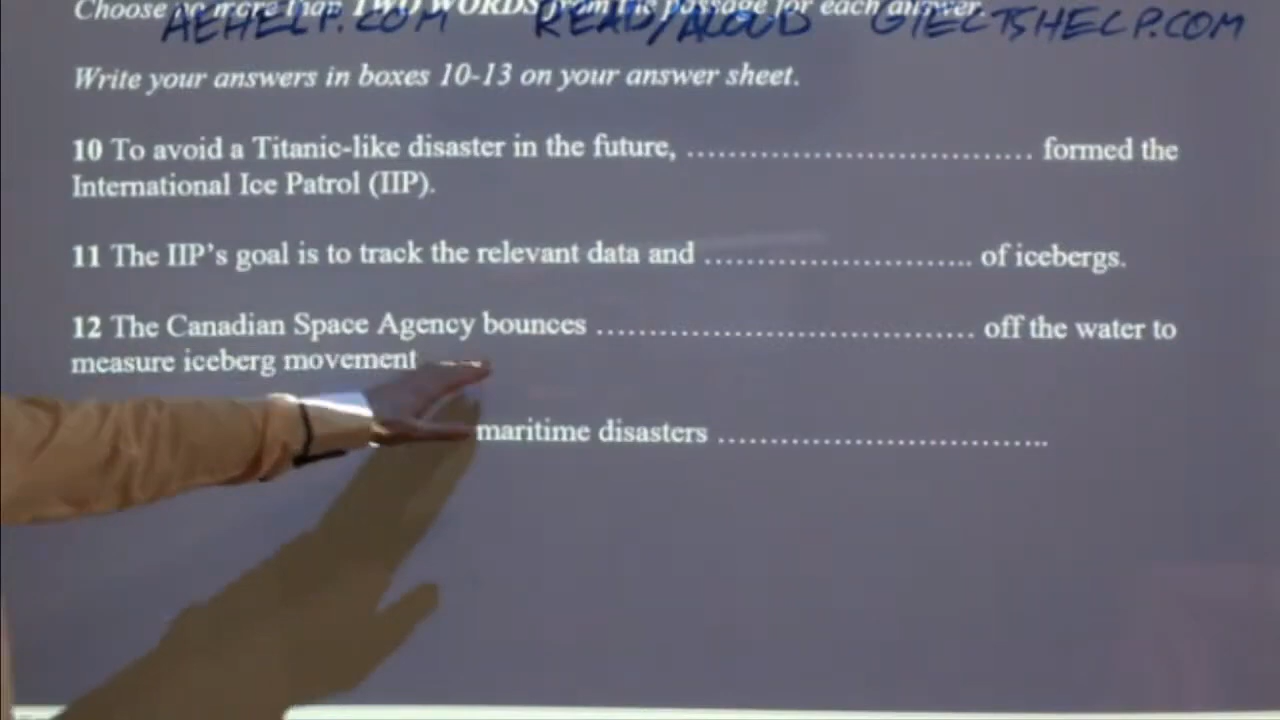 Choose no more than TWO WORDS from the passage for each answer.
AEHELP.COM READ/ALOUD GIELTSHELP.COM
Write your answers in boxes 10-13 on your answer sheet.
10 To avoid a Titanic-like disaster in the future, ……………………………… formed the
International Ice Patrol (IIP).
11 The IIP’s goal is to track the relevant data and …………………….. of icebergs.
12 The Canadian Space Agency bounces ……………………………… off the water to
measure iceberg movement
maritime disasters …………………………..